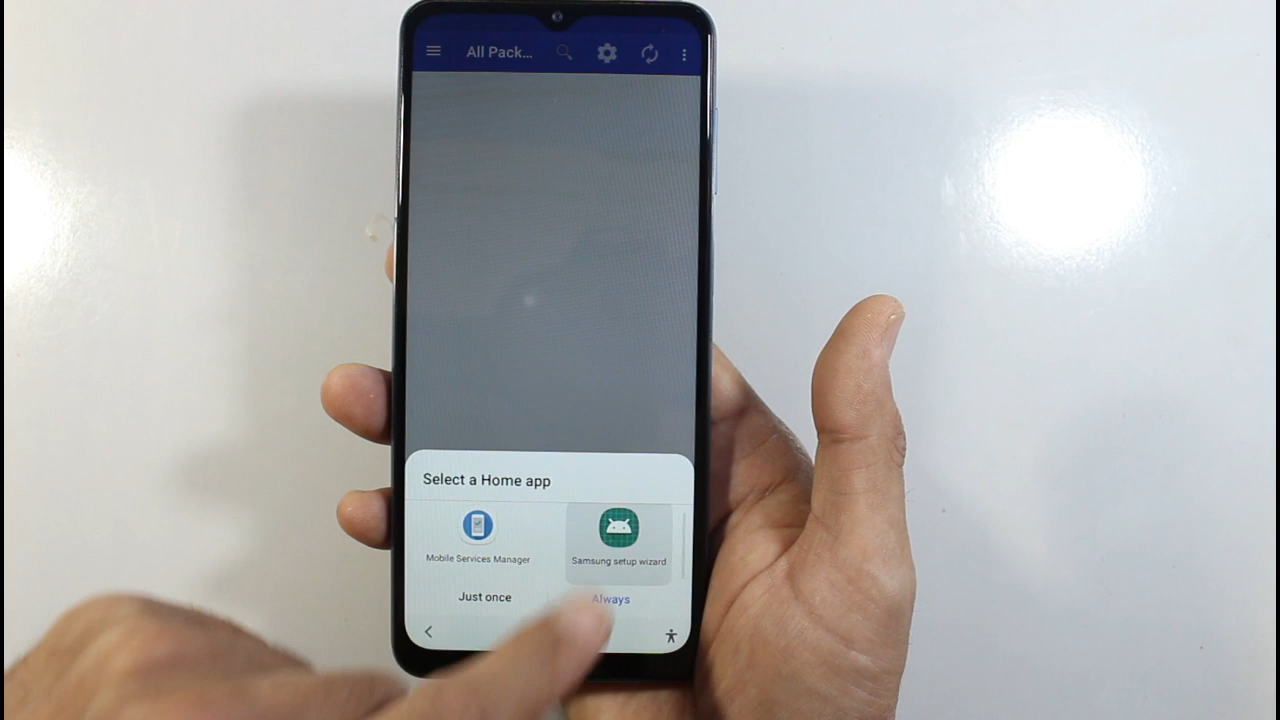 All Pack...
Select a Home app
Mobile Services Manager
Samsung setup wizard
Just once
Always